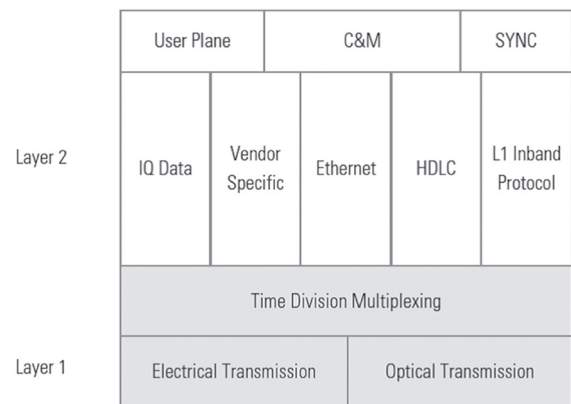 User Plane
C&M
SYNC
Layer 2
IQ Data
Vendor
Specific
Ethernet
HDLC
L1 Inband
Protocol
Time Division Multiplexing
Layer 1
Electrical Transmission
Optical Transmission